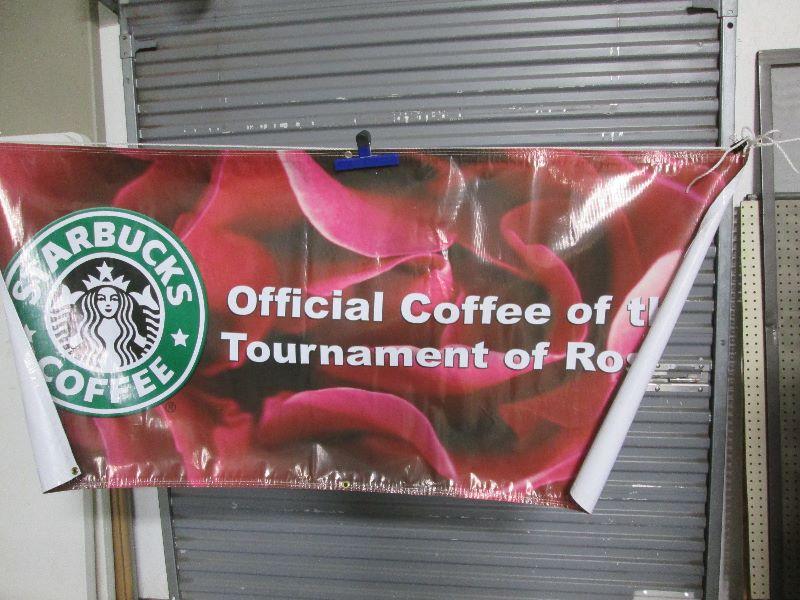 STARBUCKS
COFFEE
®
Official Coffee of
Tournament of